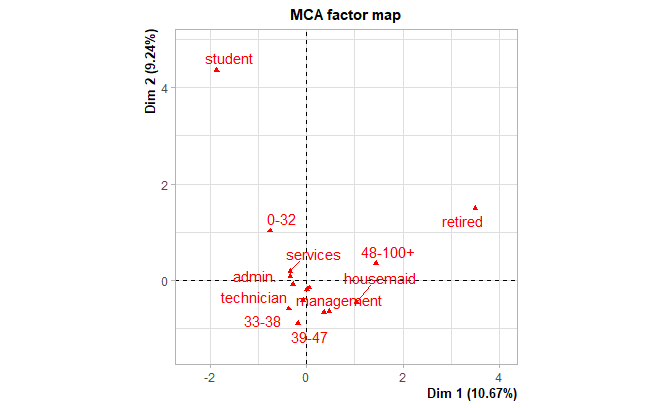 MCA factor map
Dim 2 (9.24%)
student
4
2
0-32
retired
services
48-100+
0
admin.
housemaid
technician
management
33-38
39-47
-2
0
2
4
Dim 1 (10.67%)